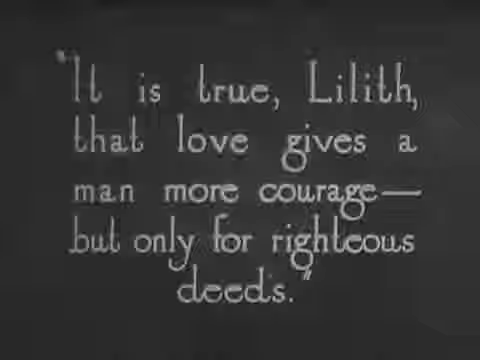 "It is true, Lilith,
that love gives a
man more courage—
but only for righteous
deeds."